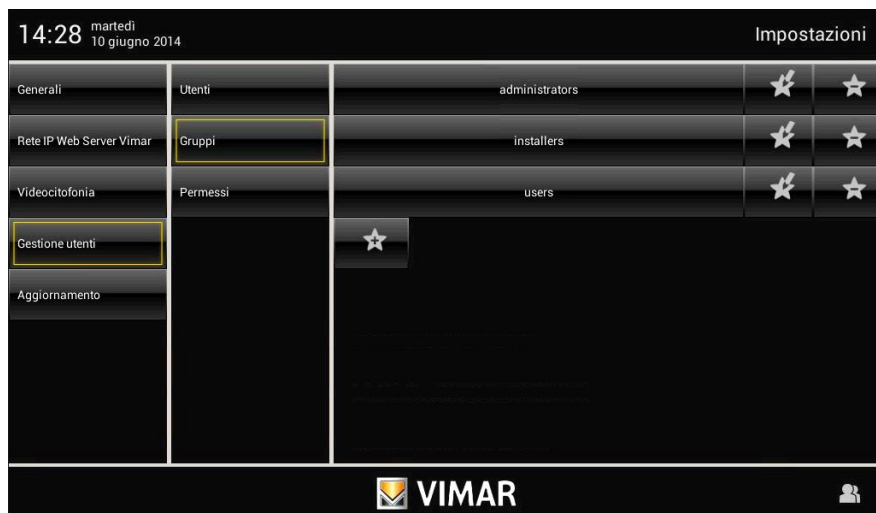 14:28
martedì
10 giugno 2014
Impostazioni
Generali
Utenti
administrators
Rete IP Web Server Vimar
Gruppi
installers
Videocitofonia
Permessi
users
Gestione utenti
Aggiornamento
VIMAR